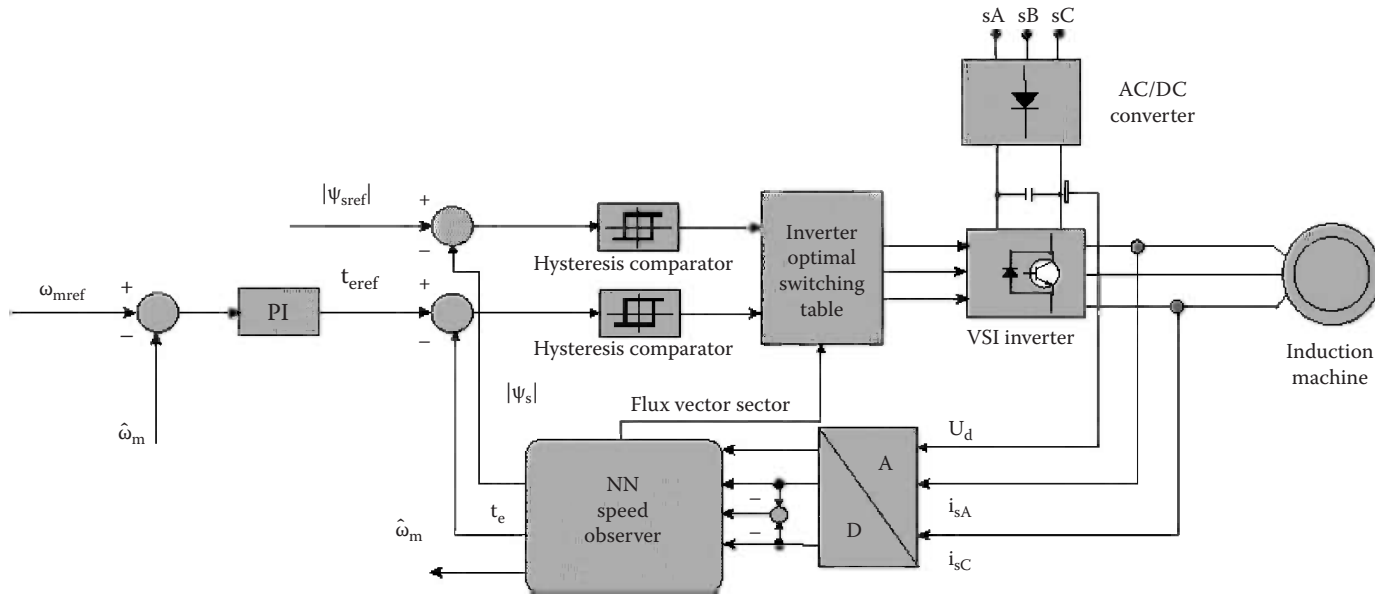 sA sB sC
AC/DC
converter
|ψsref|
+
−
Hysteresis comparator
Inverter
optimal
switching
table
VSI inverter
Induction
machine
ωmref
+
−
PI
teref
+
−
Hysteresis comparator
ω̂m
|ψs|
Flux vector sector
Ud
A
D
isA
isC
NN
speed
observer
−
−
te
ω̂m